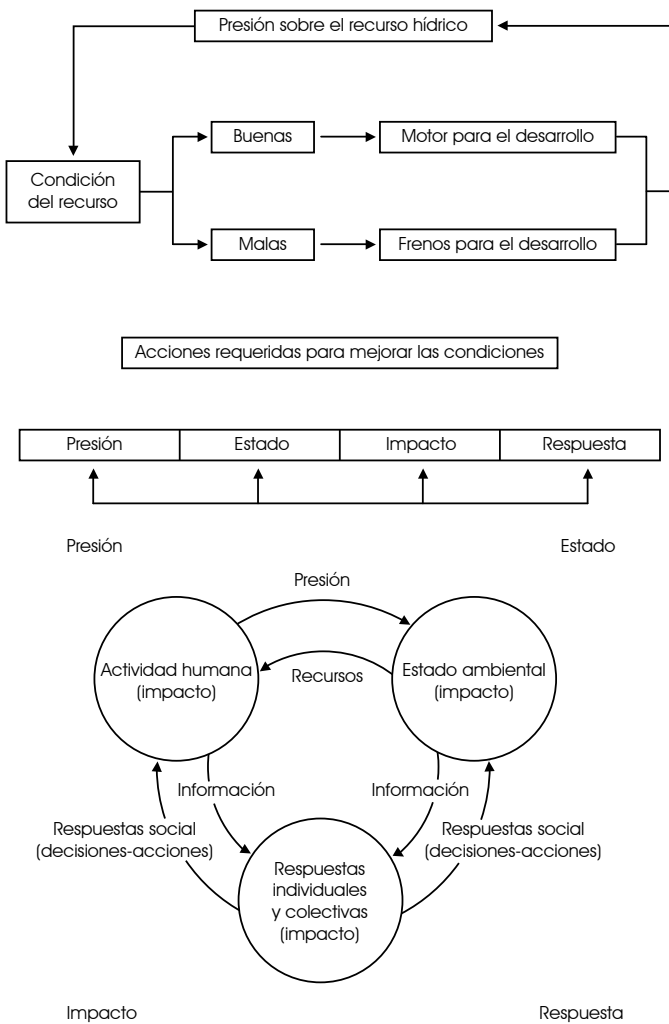 Presión sobre el recurso hídrico
Buenas
Motor para el desarrollo
Condición
del recurso
Malas
Frenos para el desarrollo
Acciones requeridas para mejorar las condiciones
Presión
Estado
Impacto
Respuesta
Presión
Estado
Presión
Actividad humana
(impacto)
Recursos
Estado ambiental
(impacto)
Información
Información
Respuestas social
(decisiones-acciones)
Respuestas social
(decisiones-acciones)
Respuestas
individuales
y colectivas
(impacto)
Impacto
Respuesta